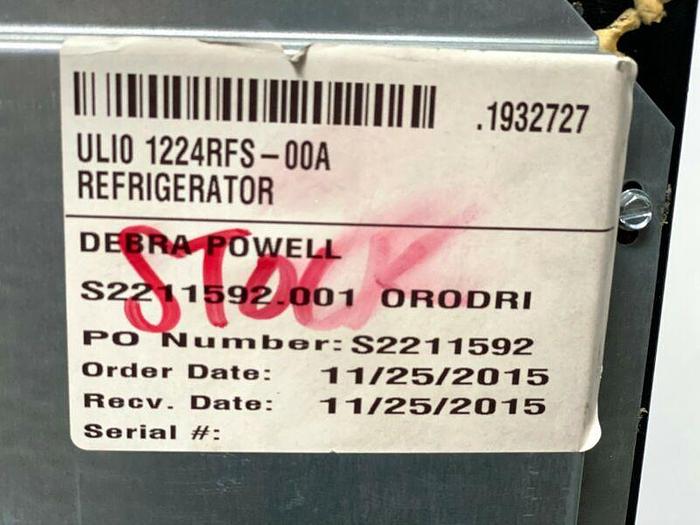 .1932727
ULI0 1224RFS-00A
REFRIGERATOR
DEBRA POWELL
STOCK
S2211592.001 ORODRI
PO Number: S2211592
Order Date: 11/25/2015
Recv. Date: 11/25/2015
Serial #: